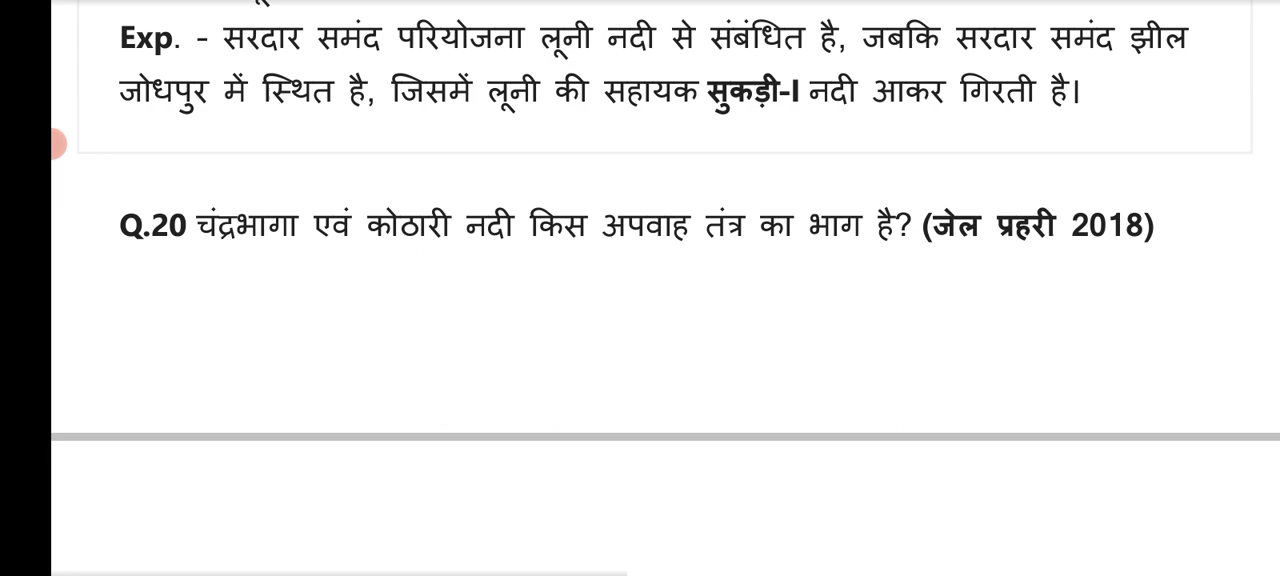 Exp. - सरदार समंद परियोजना लूनी नदी से संबंधित है, जबकि सरदार समंद झील
जोधपुर में स्थित है, जिसमें लूनी की सहायक सुकड़ी-I नदी आकर गिरती है।
Q.20 चंद्रभागा एवं कोठारी नदी किस अपवाह तंत्र का भाग है? (जेल प्रहरी 2018)